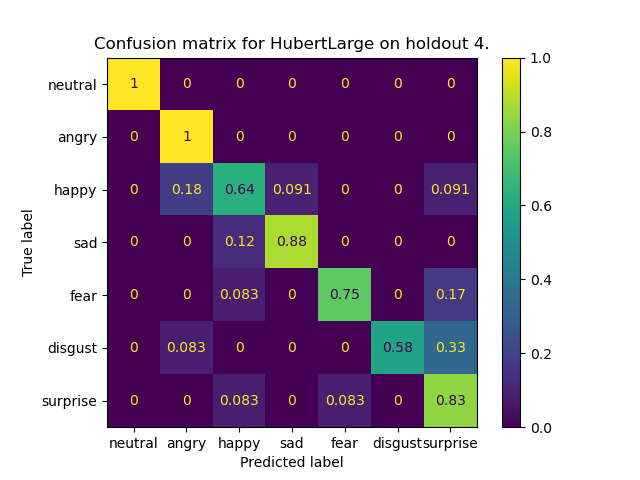 Confusion matrix for HubertLarge on holdout 4.
neutral 1 0 0 0 0 0 0
angry 0 1 0 0 0 0 0
happy 0 0.18 0.64 0.091 0 0 0.091
sad 0 0 0.12 0.88 0 0 0
fear 0 0 0.083 0 0.75 0 0.17
disgust 0 0.083 0 0 0 0.58 0.33
surprise 0 0 0.083 0 0.083 0 0.83
neutral angry happy sad fear disgust surprise
Predicted label
True label
1.0
0.8
0.6
0.4
0.2
0.0